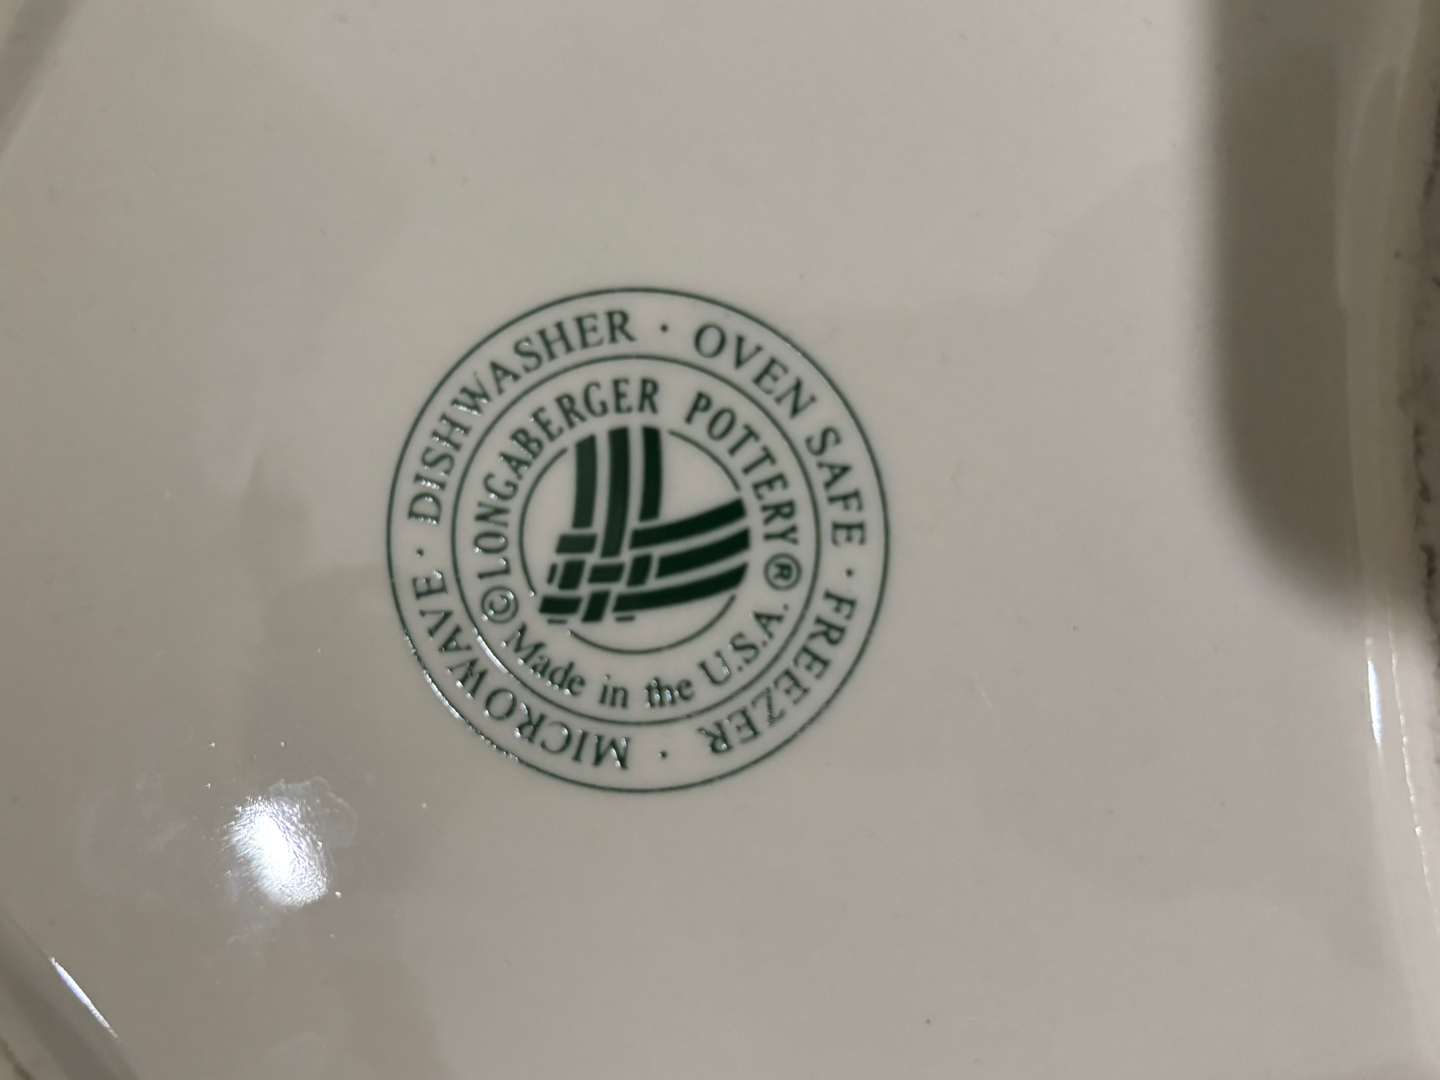 DISHWASHER · OVEN SAFE · FREEZER · MICROWAVE ·
© LONGABERGER POTTERY ®
Made in the U.S.A.